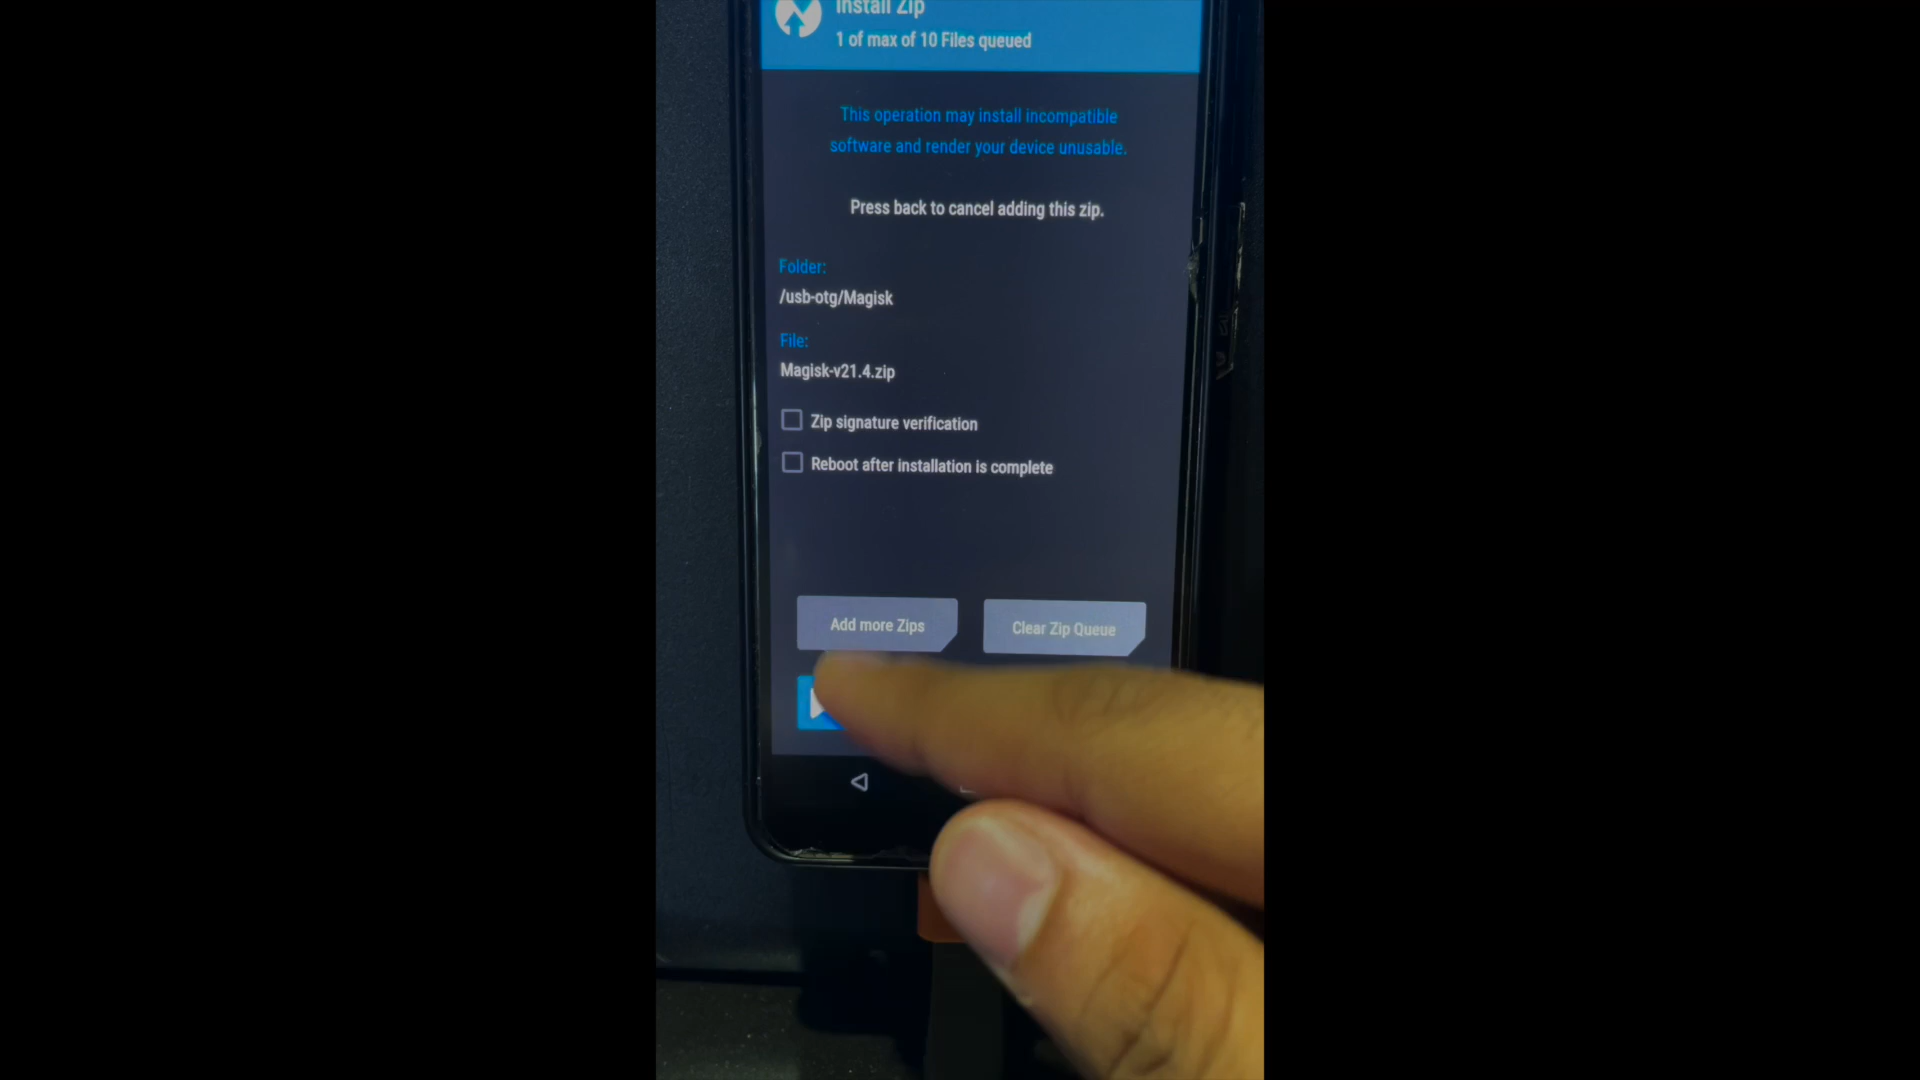 Install Zip
1 of max of 10 Files queued
This operation may install incompatible
software and render your device unusable.
Press back to cancel adding this zip.
Folder:
/usb-otg/Magisk
File:
Magisk-v21.4.zip
Zip signature verification
Reboot after installation is complete
Add more Zips
Clear Zip Queue